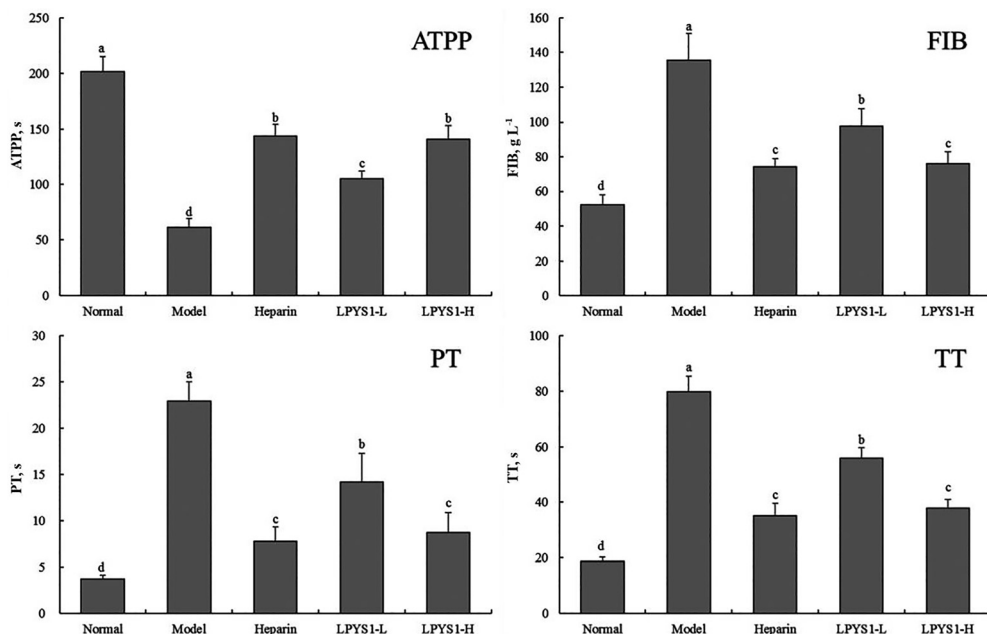 ATPP
ATPP, s
250
200
150
100
50
0
a
d
b
c
b
Normal Model Heparin LPYS1-L LPYS1-H
FIB
FIB, g L⁻¹
160
140
120
100
80
60
40
20
0
d
a
c
b
c
Normal Model Heparin LPYS1-L LPYS1-H
PT
PT, s
30
25
20
15
10
5
0
d
a
c
b
c
Normal Model Heparin LPYS1-L LPYS1-H
TT
TT, s
100
80
60
40
20
0
d
a
c
b
c
Normal Model Heparin LPYS1-L LPYS1-H